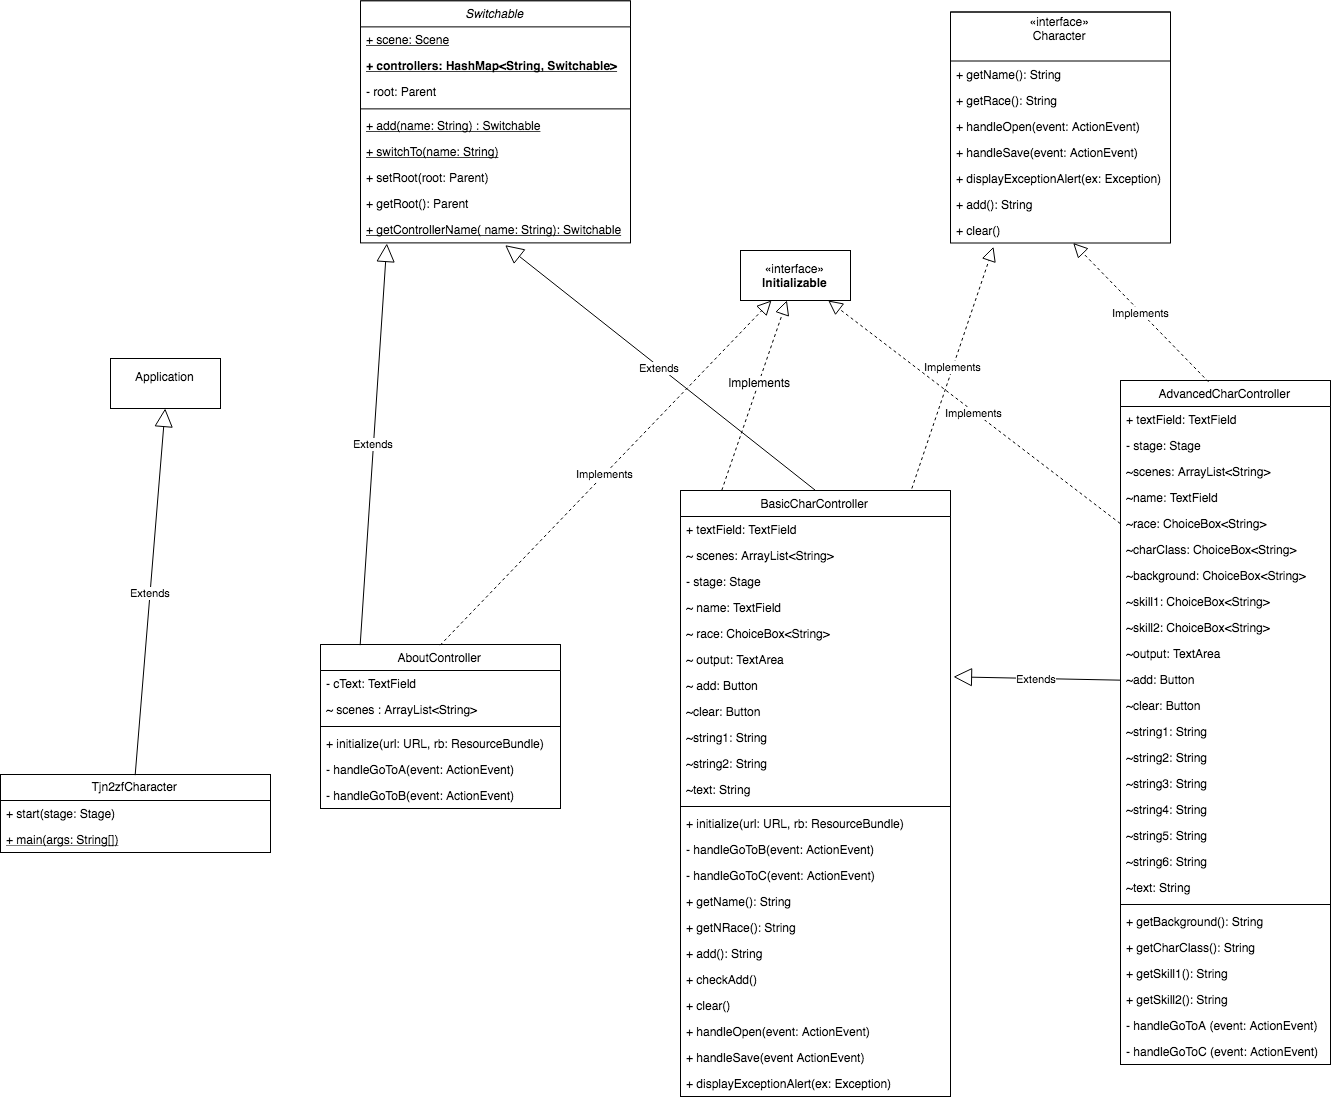 Switchable
+ scene: Scene
+ controllers: HashMap<String, Switchable>
- root: Parent
+ add(name: String) : Switchable
+ switchTo(name: String)
+ setRoot(root: Parent)
+ getRoot(): Parent
+ getControllerName( name: String): Switchable
«interface»
Character
+ getName(): String
+ getRace(): String
+ handleOpen(event: ActionEvent)
+ handleSave(event: ActionEvent)
+ displayExceptionAlert(ex: Exception)
+ add(): String
+ clear()
«interface»
Initializable
Implements
Application
Extends
Implements
Implements
Implements
Extends
Implements
Extends
AdvancedCharController
+ textField: TextField
- stage: Stage
~scenes: ArrayList<String>
~name: TextField
~race: ChoiceBox<String>
~charClass: ChoiceBox<String>
~background: ChoiceBox<String>
~skill1: ChoiceBox<String>
~skill2: ChoiceBox<String>
~output: TextArea
~add: Button
~clear: Button
~string1: String
~string2: String
~string3: String
~string4: String
~string5: String
~string6: String
~text: String
+ getBackground(): String
+ getCharClass(): String
+ getSkill1(): String
+ getSkill2(): String
- handleGoToA (event: ActionEvent)
- handleGoToC (event: ActionEvent)
BasicCharController
+ textField: TextField
~ scenes: ArrayList<String>
- stage: Stage
~ name: TextField
~ race: ChoiceBox<String>
~ output: TextArea
~ add: Button
~clear: Button
~string1: String
~string2: String
~text: String
+ initialize(url: URL, rb: ResourceBundle)
- handleGoToB(event: ActionEvent)
- handleGoToC(event: ActionEvent)
+ getName(): String
+ getNRace(): String
+ add(): String
+ checkAdd()
+ clear()
+ handleOpen(event: ActionEvent)
+ handleSave(event ActionEvent)
+ displayExceptionAlert(ex: Exception)
Extends
AboutController
- cText: TextField
~ scenes : ArrayList<String>
+ initialize(url: URL, rb: ResourceBundle)
- handleGoToA(event: ActionEvent)
- handleGoToB(event: ActionEvent)
Tjn2zfCharacter
+ start(stage: Stage)
+ main(args: String[])